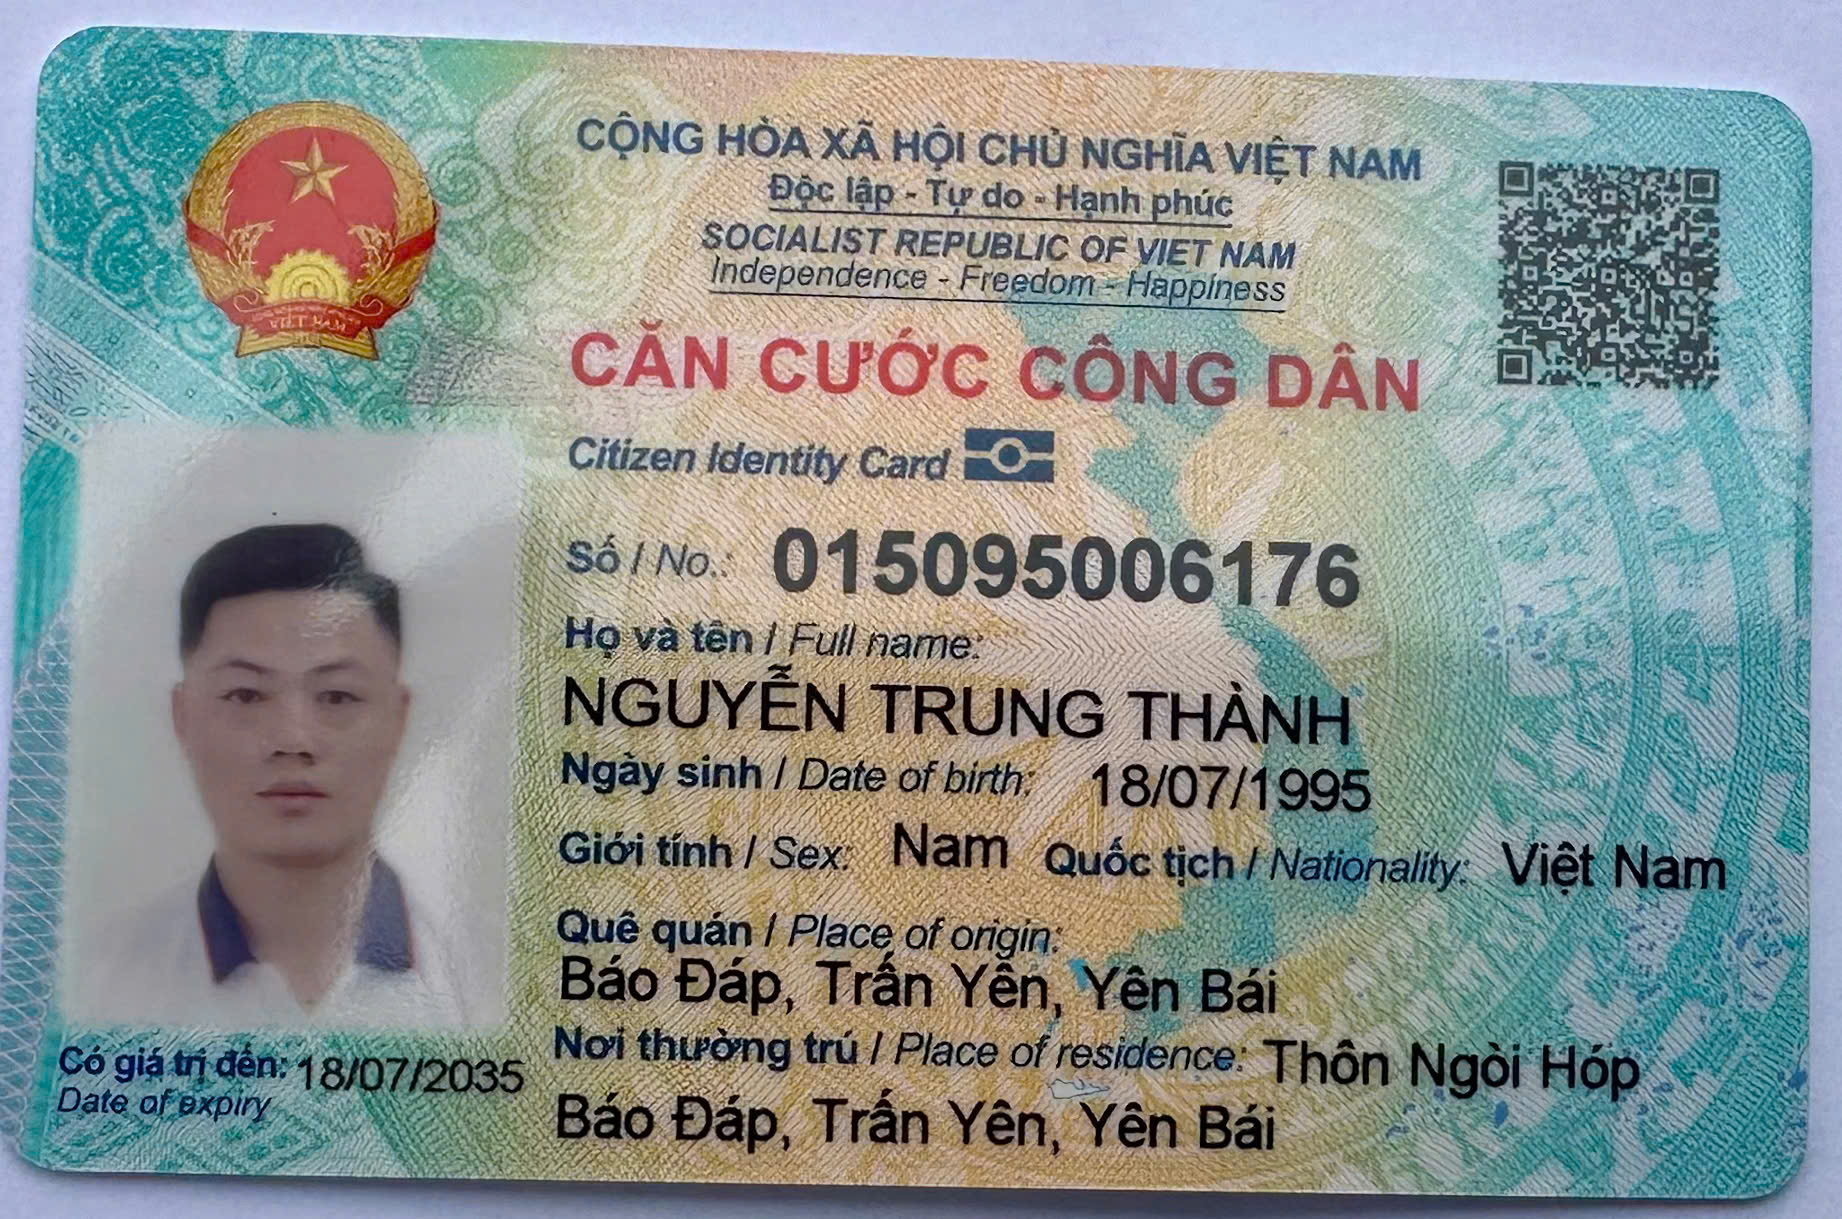 CỘNG HÒA XÃ HỘI CHỦ NGHĨA VIỆT NAM
Độc lập - Tự do - Hạnh phúc
SOCIALIST REPUBLIC OF VIET NAM
Independence - Freedom - Happiness
VIỆT NAM
CĂN CƯỚC CÔNG DÂN
Citizen Identity Card
Số / No.: 015095006176
Họ và tên / Full name:
NGUYỄN TRUNG THÀNH
Ngày sinh / Date of birth: 18/07/1995
Giới tính / Sex: Nam Quốc tịch / Nationality: Việt Nam
Quê quán / Place of origin:
Báo Đáp, Trấn Yên, Yên Bái
Nơi thường trú / Place of residence: Thôn Ngòi Hóp
Báo Đáp, Trấn Yên, Yên Bái
Có giá trị đến: 18/07/2035
Date of expiry